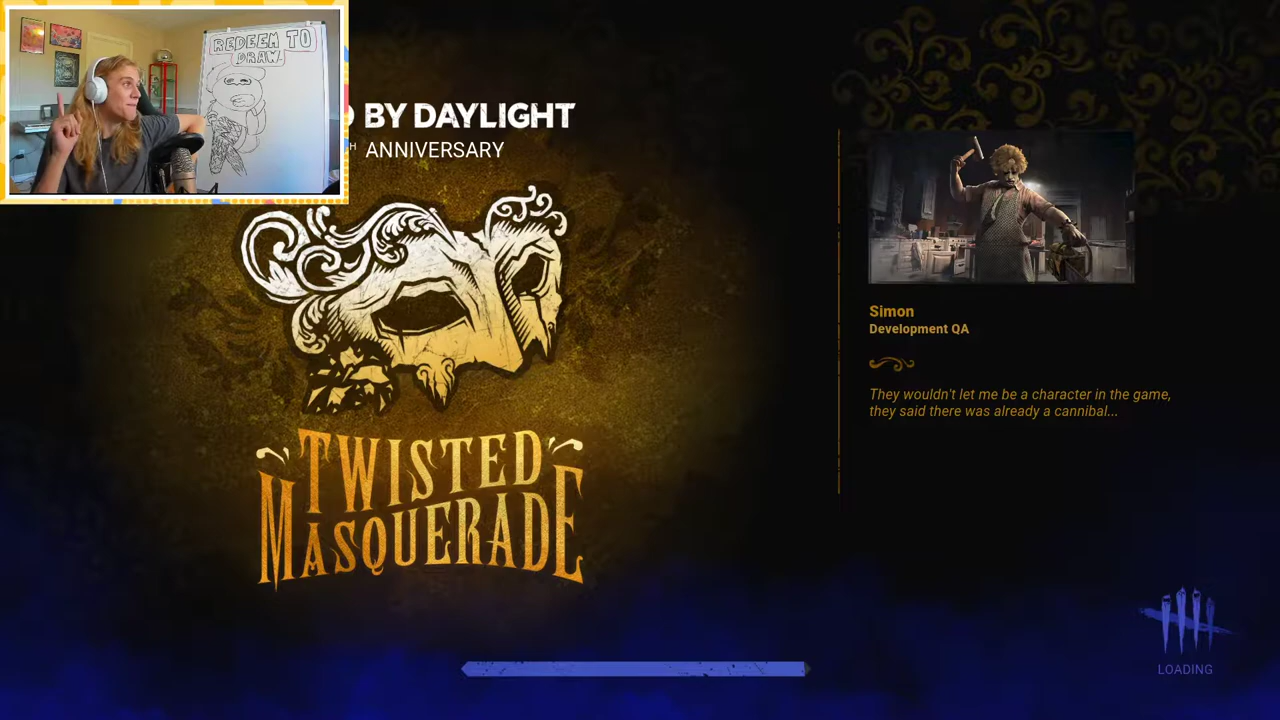 REDEEM TO
DRAW.
BY DAYLIGHT
ANNIVERSARY
TWISTED
MASQUERADE
Simon
Development QA
They wouldn't let me be a character in the game,
they said there was already a cannibal...
LOADING